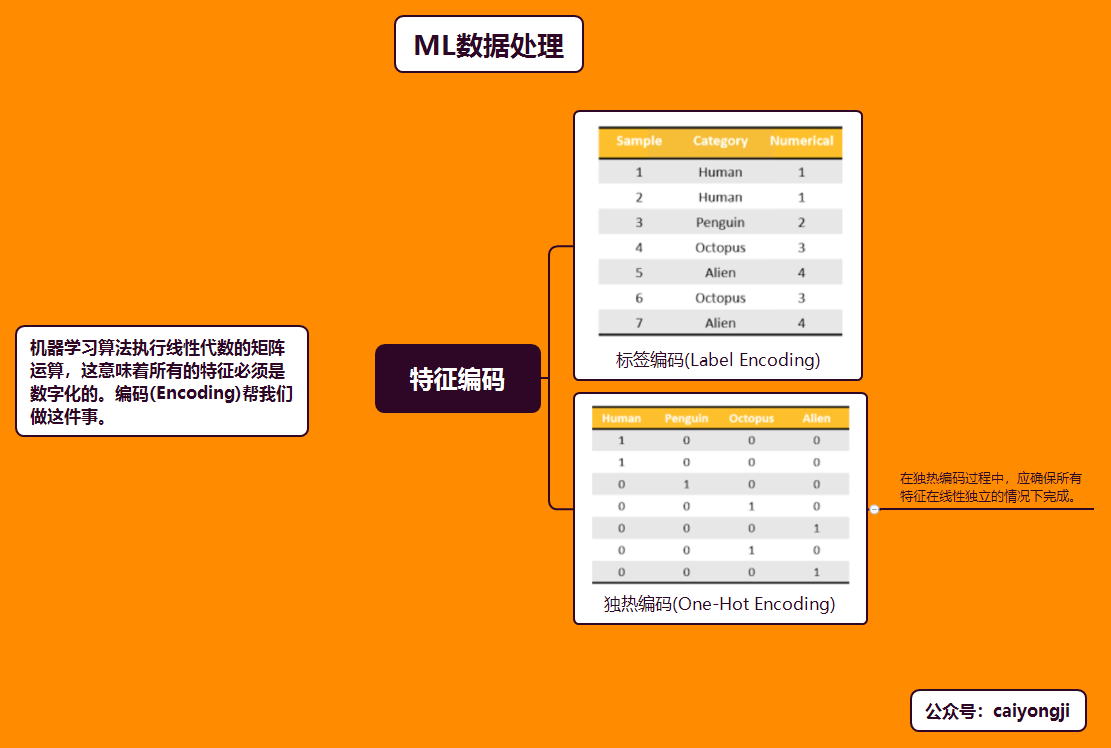 ML数据处理
机器学习算法执行线性代数的矩阵
运算，这意味着所有的特征必须是
数字化的。编码(Encoding)帮我们
做这件事。
特征编码
Sample Category Numerical
1 Human 1
2 Human 1
3 Penguin 2
4 Octopus 3
5 Alien 4
6 Octopus 3
7 Alien 4
标签编码(Label Encoding)
Human Penguin Octopus Alien
1 0 0 0
1 0 0 0
0 1 0 0
0 0 1 0
0 0 0 1
0 0 1 0
0 0 0 1
独热编码(One-Hot Encoding)
在独热编码过程中，应确保所有
特征在线性独立的情况下完成。
公众号：caiyongji